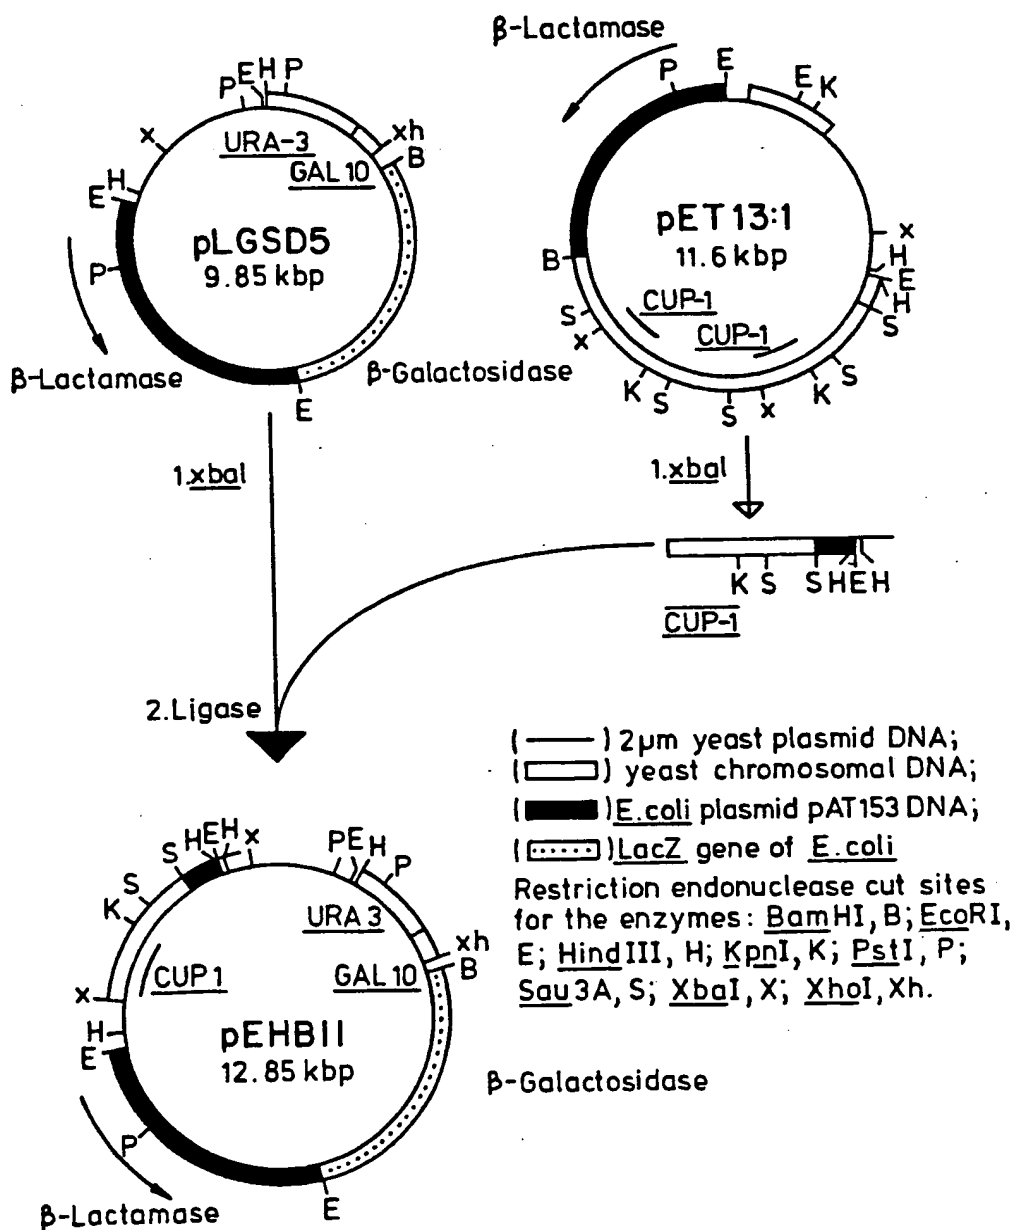 β-Lactamase
P E H P
x
URA-3
xh
B
GAL 10
H
E
pLGSD5
9.85 kbp
P
β-Lactamase
β-Galactosidase
E
β-Lactamase
P
E
E
K
pET 13:1
11.6 kbp
x
H
E
H
S
B
CUP-1
CUP-1
S
x
K
S
S
x
K
S
1.xbaI
1.xbaI
K S S H E H
CUP-1
2.Ligase
( ) 2μm yeast plasmid DNA;
( ) yeast chromosomal DNA;
( ) E.coli plasmid pAT153 DNA;
( ) LacZ gene of E.coli
Restriction endonuclease cut sites
for the enzymes: BamHI, B; EcoRI,
E; HindIII, H; KpnI, K; PstI, P;
Sau3A, S; XbaI, X; XhoI, Xh.
S H E H x
P E H
P
S
K
URA 3
xh
B
CUP 1
GAL 10
x
H
E
pEHBII
12.85 kbp
β-Galactosidase
P
β-Lactamase
E